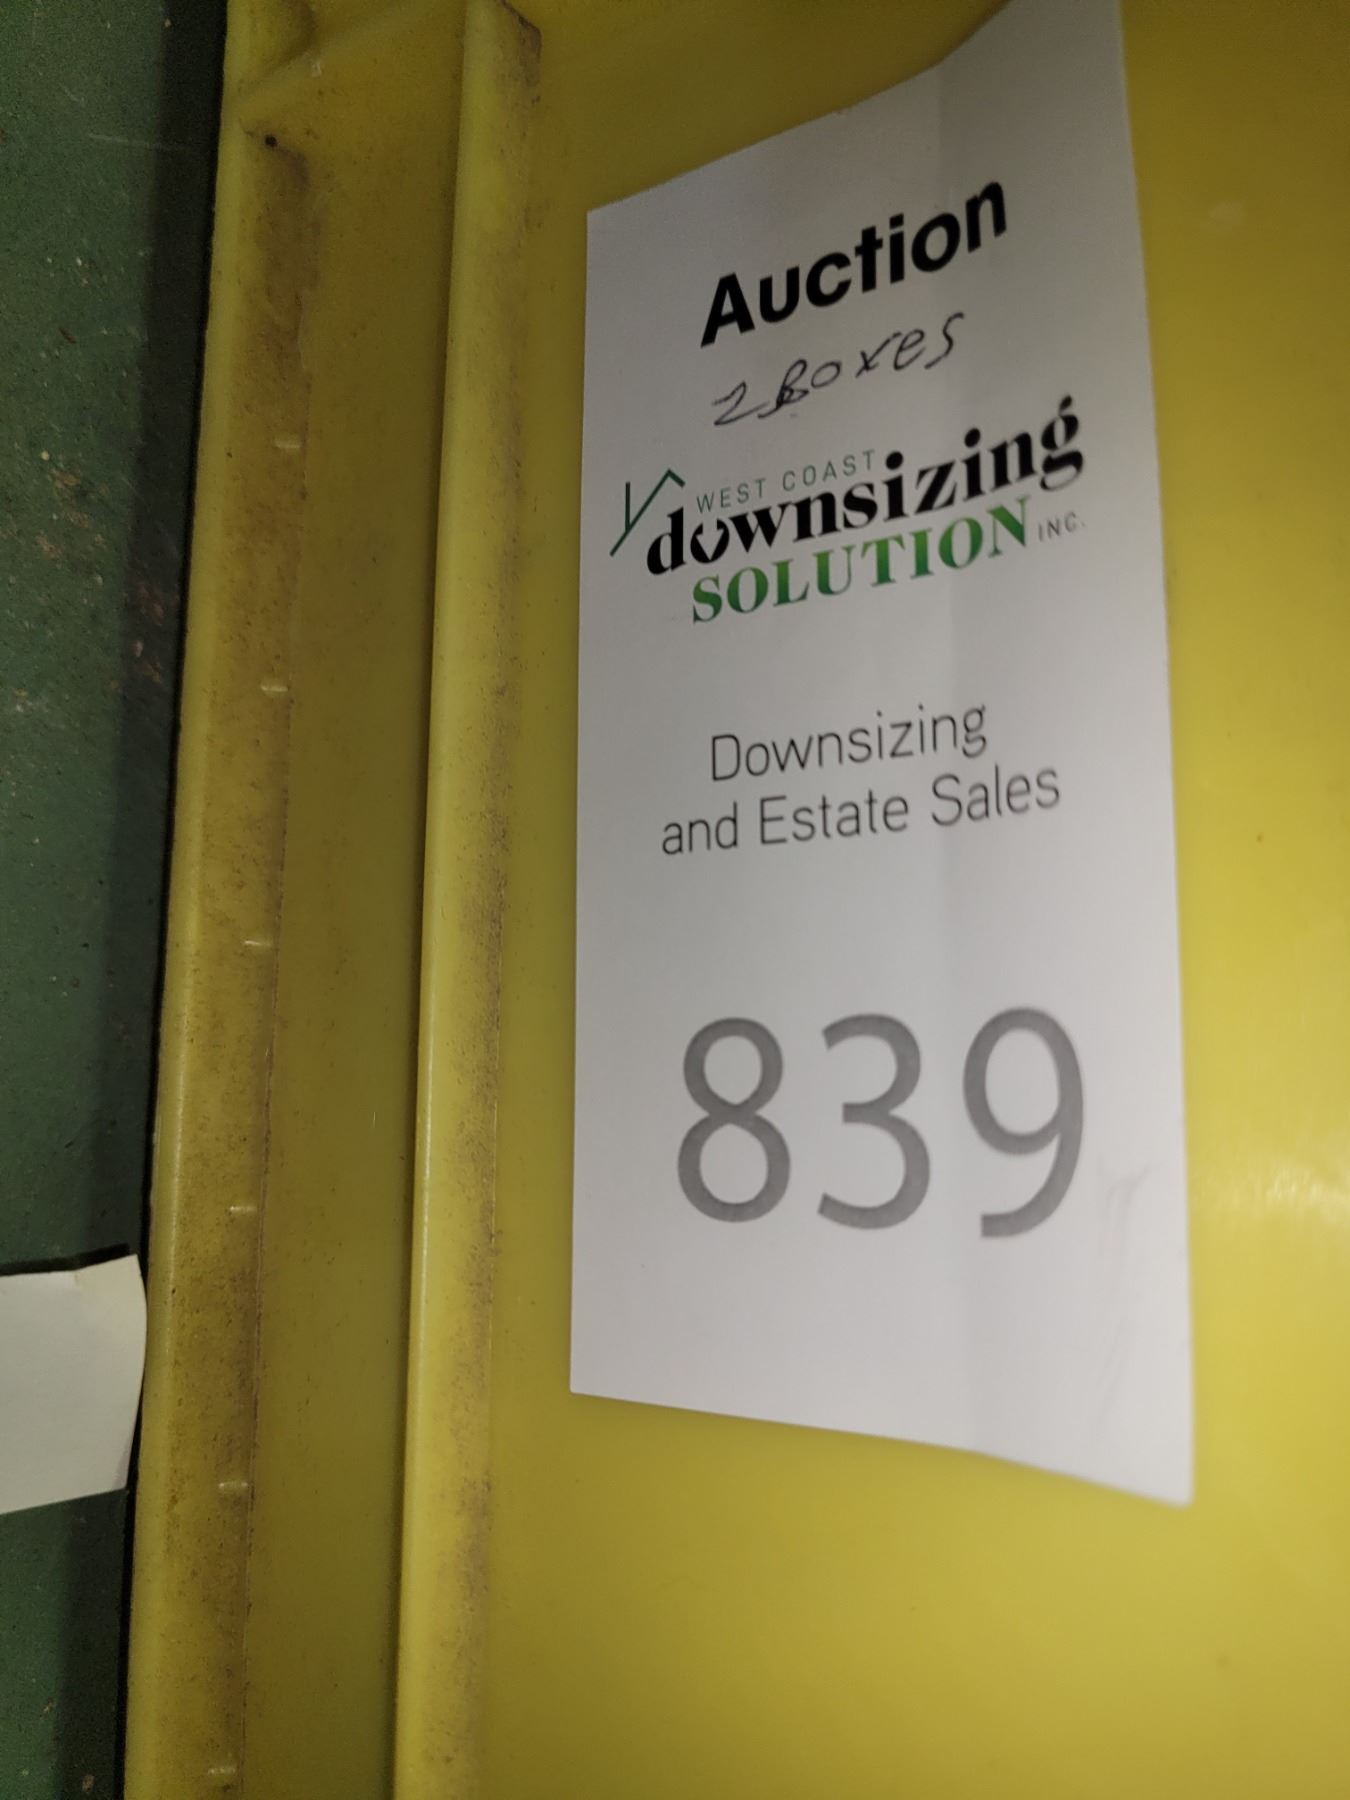 Auction
2 Boxes
WEST COAST
downsizing
SOLUTION INC.
Downsizing
and Estate Sales
839